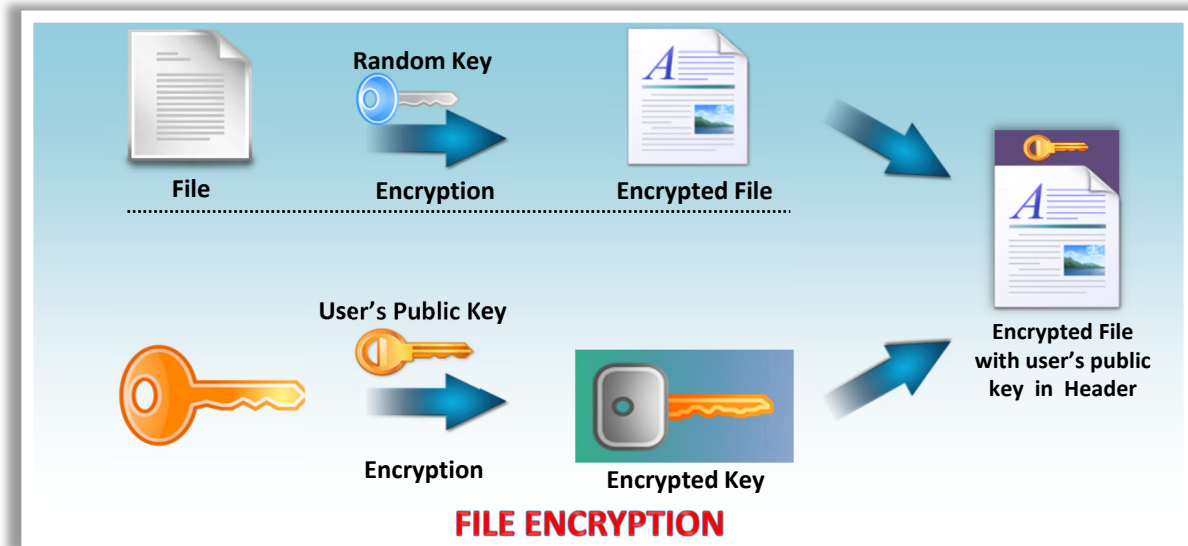 Random Key
File
Encryption
Encrypted File
User's Public Key
Encryption
Encrypted Key
Encrypted File
with user's public
key in Header
FILE ENCRYPTION